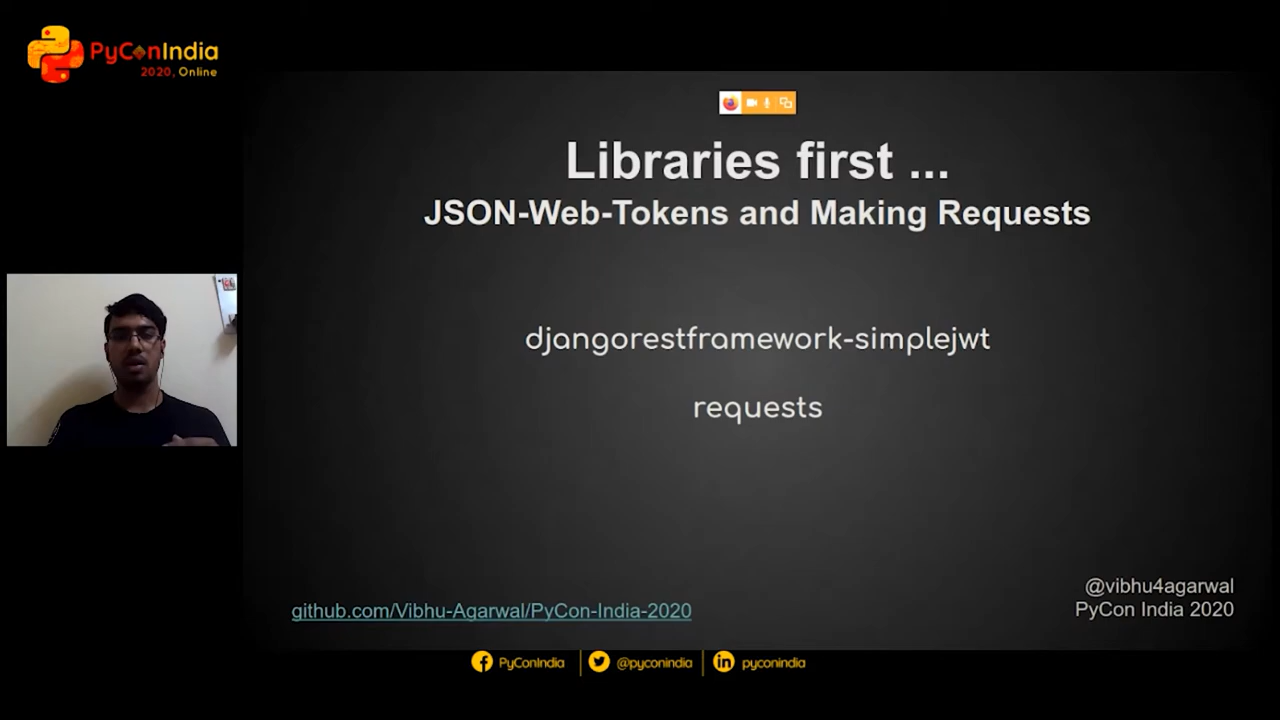 PyConIndia
2020, Online
Libraries first ...
JSON-Web-Tokens and Making Requests
djangorestframework-simplejwt
requests
github.com/Vibhu-Agarwal/PyCon-India-2020
@vibhu4agarwal
PyCon India 2020
PyConIndia
@pyconindia
pyconindia